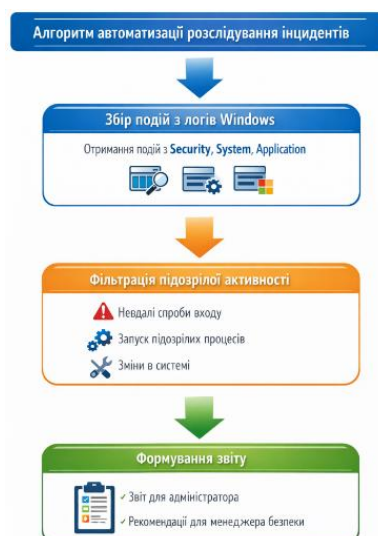 Алгоритм автоматизації розслідування інцидентів
Збір подій з логів Windows
Отримання подій з Security, System, Application
Фільтрація підозрілої активності
Невдалі спроби входу
Запуск підозрілих процесів
Зміни в системі
Формування звіту
✓ Звіт для адміністратора
✓ Рекомендації для менеджера безпеки